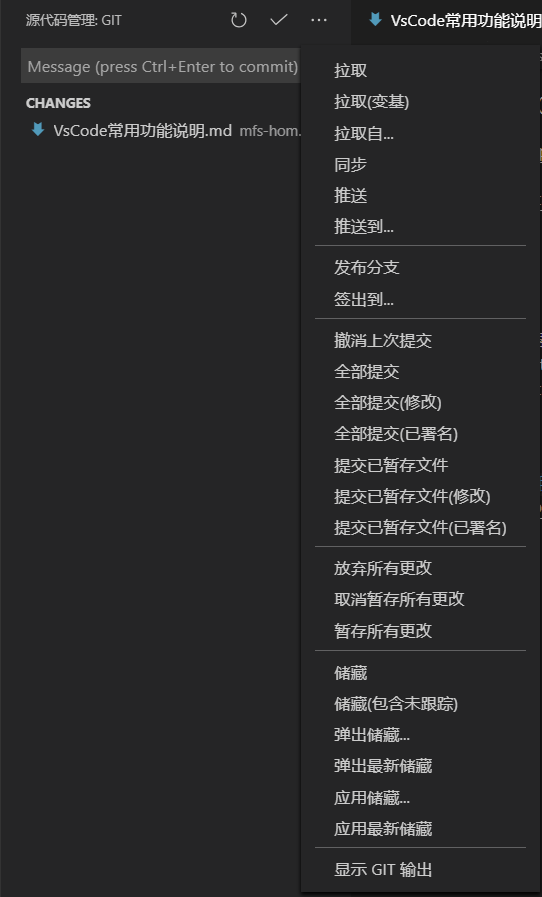 源代码管理: GIT
VsCode常用功能说明
Message (press Ctrl+Enter to commit)
CHANGES
VsCode常用功能说明.md mfs-hom.
拉取
拉取(变基)
拉取自...
同步
推送
推送到...
发布分支
签出到...
撤消上次提交
全部提交
全部提交(修改)
全部提交(已署名)
提交已暂存文件
提交已暂存文件(修改)
提交已暂存文件(已署名)
放弃所有更改
取消暂存所有更改
暂存所有更改
储藏
储藏(包含未跟踪)
弹出储藏...
弹出最新储藏
应用储藏...
应用最新储藏
显示 GIT 输出